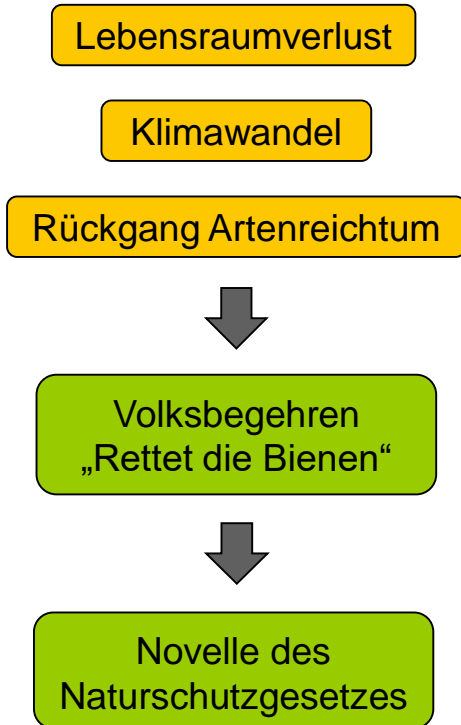 Lebensraumverlust
Klimawandel
Rückgang Artenreichtum
Volksbegehren
„Rettet die Bienen“
Novelle des
Naturschutzgesetzes